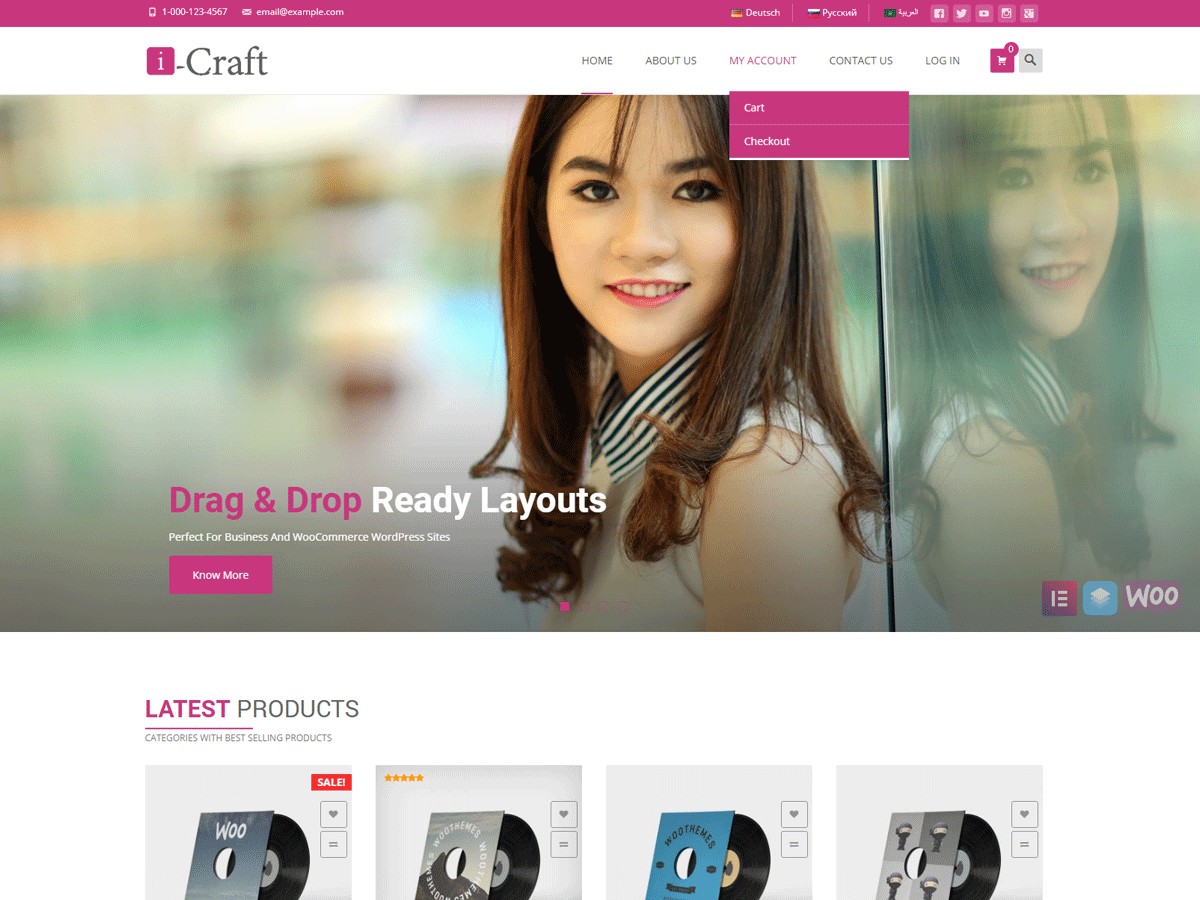 1-000-123-4567 email@example.com Deutsch Русский العربية
i-Craft
HOME ABOUT US MY ACCOUNT CONTACT US LOG IN 0
Cart
Checkout
Drag & Drop Ready Layouts
Perfect For Business And WooCommerce WordPress Sites
Know More
WOO
LATEST PRODUCTS
CATEGORIES WITH BEST SELLING PRODUCTS
SALE!
WOO
WOOTHEMES WOOTHEMES WOOTHEMES
WOOTHEMES